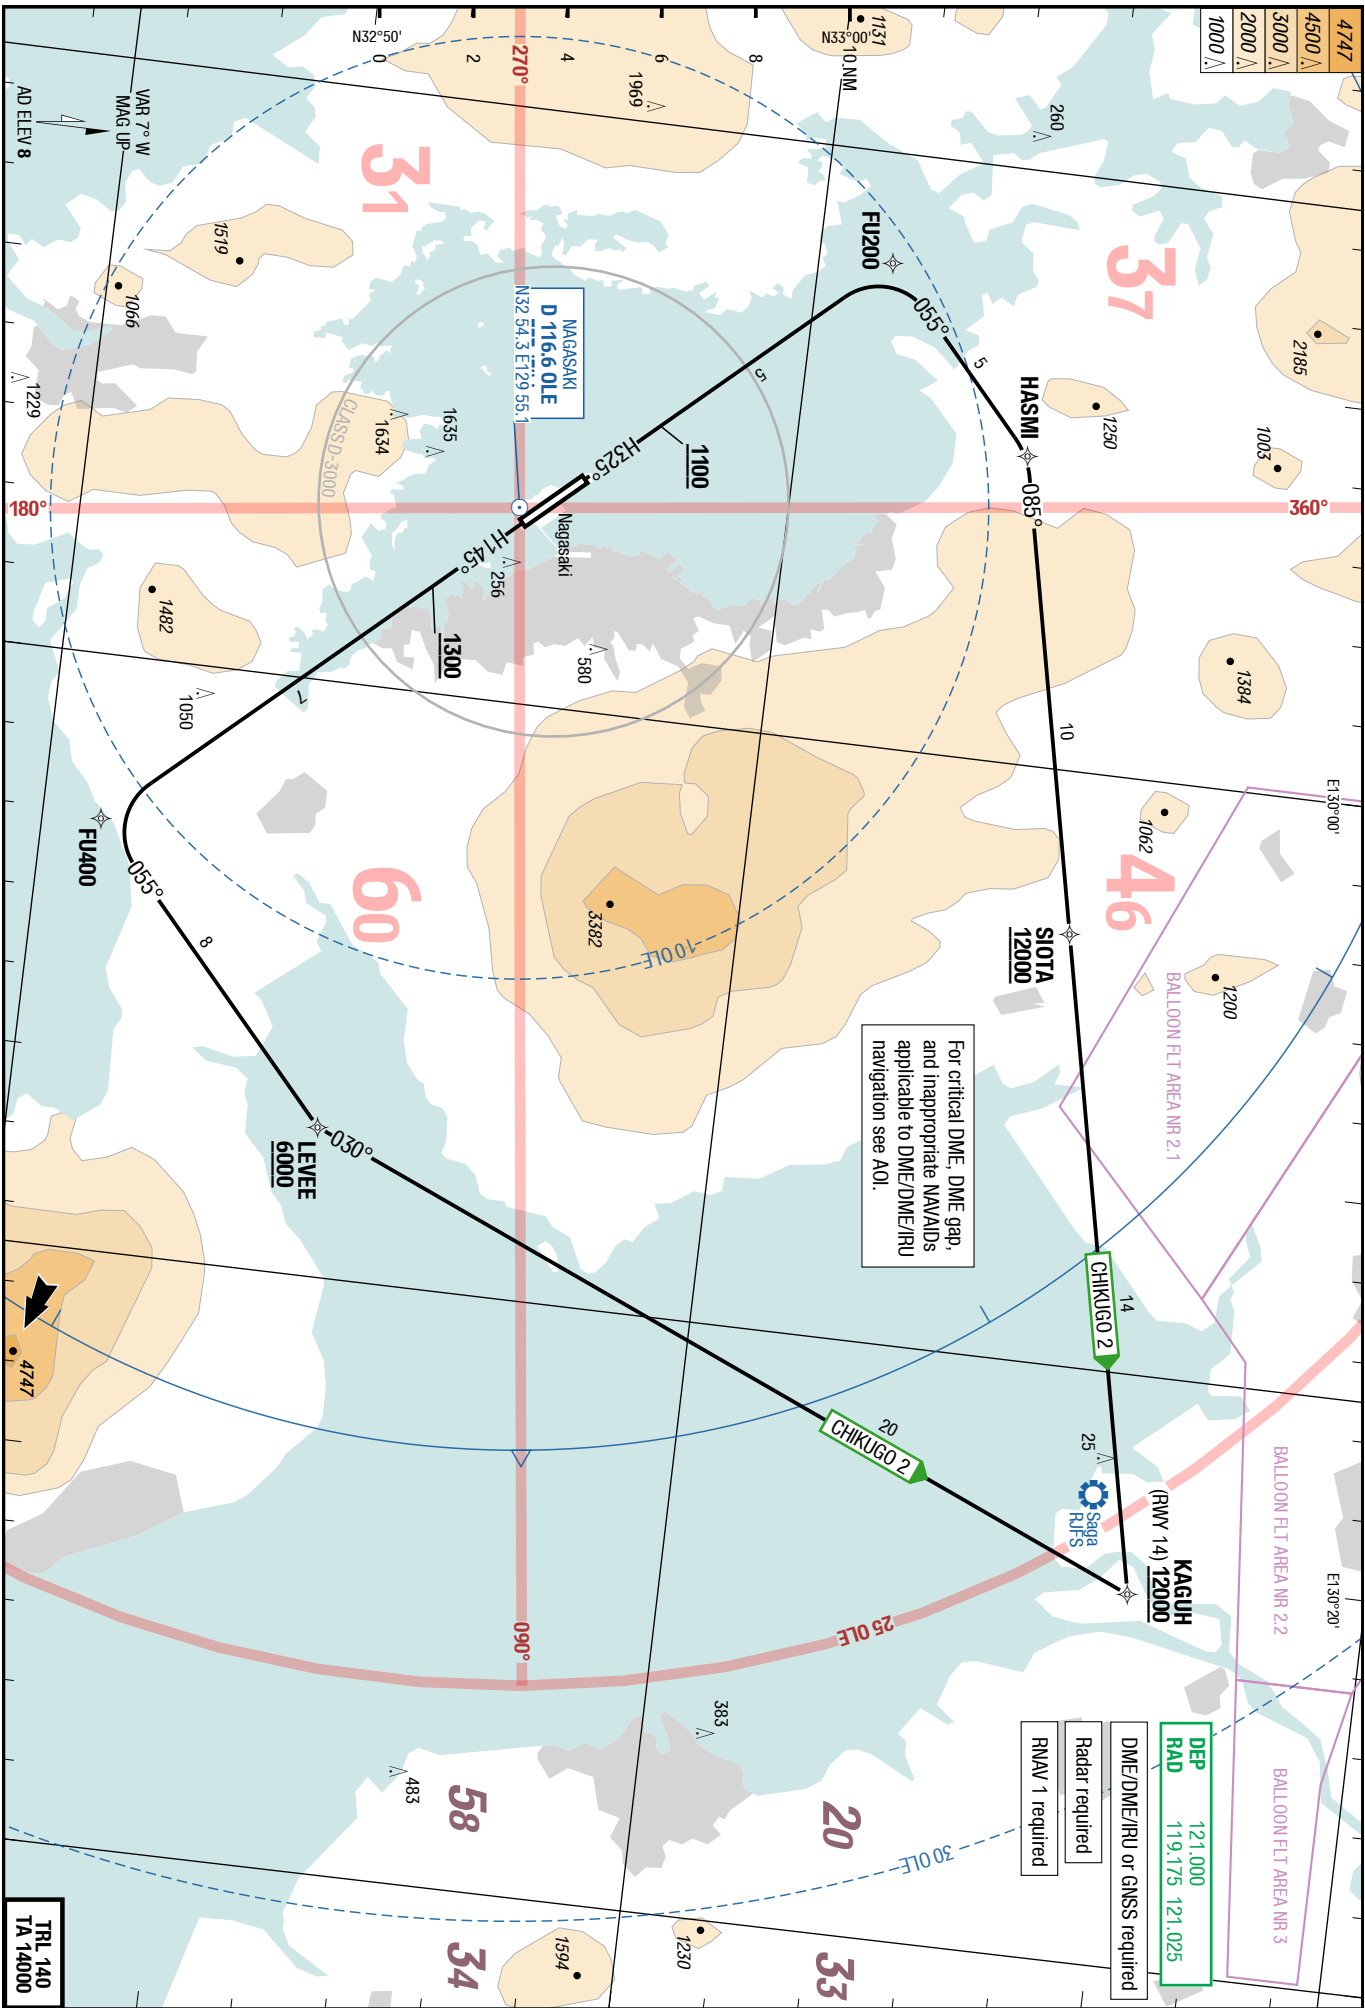 4747
4500
3000
2000
1000
N32°50'
N33°00'
0
2
4
6
8
10 NM
270°
1131
1969
260
VAR 7° W
MAG UP
AD ELEV 8
31
37
1519
1066
1229
FU200
055°
5
HASMI
085°
2185
1250
1003
NAGASAKI
D 116.6 OLE
N32 54.3 E129 55.1
CLASS D-3000
1634
1635
5
H325°
1100
180°
360°
Nagasaki
H145°
256
1300
580
1482
1050
7
1384
10
E130°00'
1062
46
FU400
055°
8
60
3382
10 OLE
SIOTA
12000
1200
BALLOON FLT AREA NR 2.1
For critical DME, DME gap,
and inappropriate NAVAIDs
applicable to DME/DME/IRU
navigation see AOI.
LEVEE
6000
030°
4747
CHIKUGO 2
14
20
CHIKUGO 2
25
Saga
RJFS
KAGUH
(RWY 14) 12000
BALLOON FLT AREA NR 2.2
E130°20'
090°
25 OLE
383
483
58
20
30 OLE
DEP 121.000
RAD 119.175 121.025
DME/DME/IRU or GNSS required
Radar required
RNAV 1 required
BALLOON FLT AREA NR 3
34
1594
1230
33
TRL 140
TA 14000